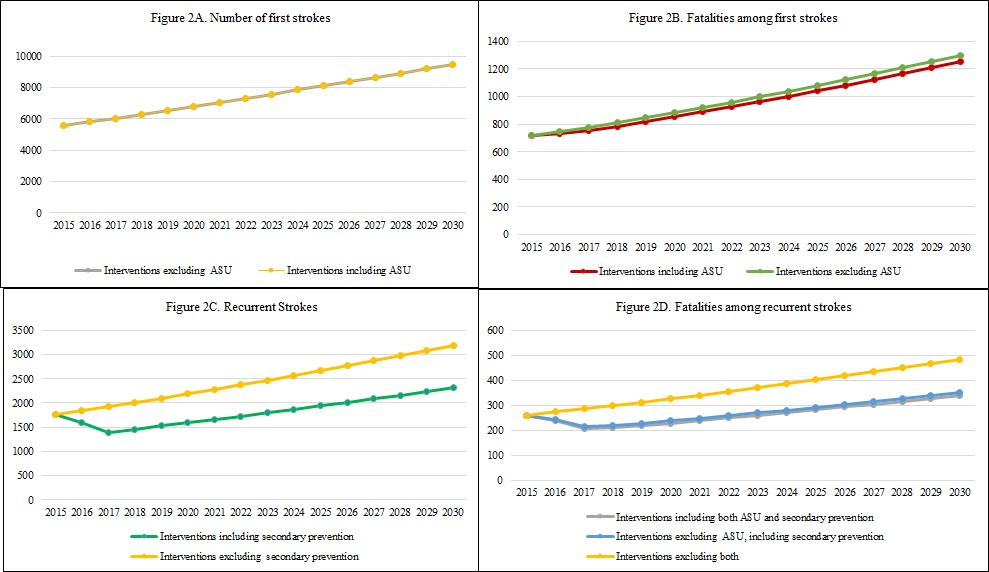 Figure 2A. Number of first strokes
10000
8000
6000
4000
2000
0
2015 2016 2017 2018 2019 2020 2021 2022 2023 2024 2025 2026 2027 2028 2029 2030
Interventions excluding ASU
Interventions including ASU
Figure 2B. Fatalities among first strokes
1400
1200
1000
800
600
400
200
0
2015 2016 2017 2018 2019 2020 2021 2022 2023 2024 2025 2026 2027 2028 2029 2030
Interventions including ASU
Interventions excluding ASU
Figure 2C. Recurrent Strokes
3500
3000
2500
2000
1500
1000
500
0
2015 2016 2017 2018 2019 2020 2021 2022 2023 2024 2025 2026 2027 2028 2029 2030
Interventions including secondary prevention
Interventions excluding secondary prevention
Figure 2D. Fatalities among recurrent strokes
600
500
400
300
200
100
0
2015 2016 2017 2018 2019 2020 2021 2022 2023 2024 2025 2026 2027 2028 2029 2030
Interventions including both ASU and secondary prevention
Interventions excluding ASU, including secondary prevention
Interventions excluding both